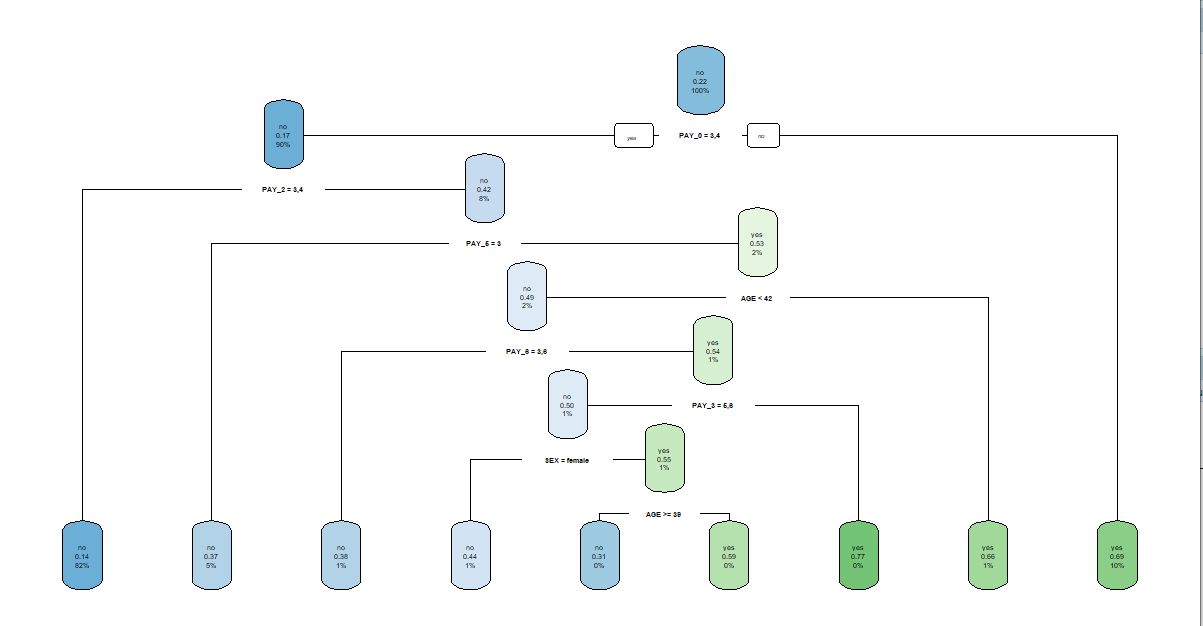 no
0.22
100%
yes
PAY_0 = 3,4
no
no
0.17
90%
PAY_2 = 3,4
no
0.42
8%
PAY_5 = 3
yes
0.53
2%
AGE < 42
no
0.49
2%
PAY_6 = 3,6
yes
0.54
1%
PAY_3 = 5,6
no
0.50
1%
SEX = female
yes
0.55
1%
AGE >= 39
no
0.14
82%
no
0.37
5%
no
0.38
1%
no
0.44
1%
no
0.31
0%
yes
0.59
0%
yes
0.77
0%
yes
0.66
1%
yes
0.69
10%